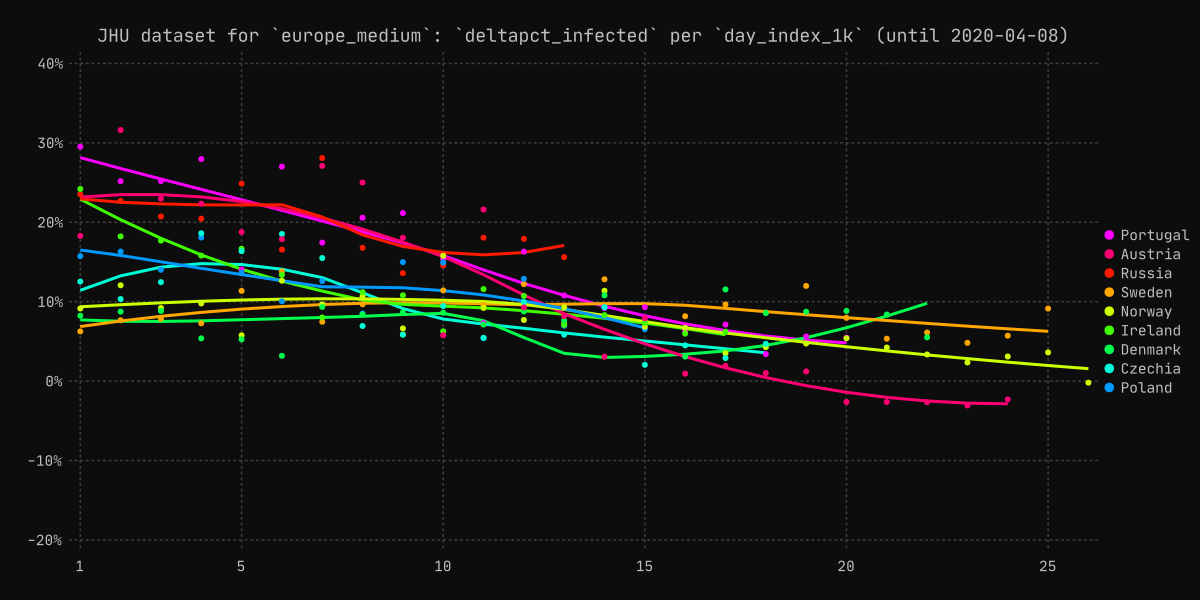 JHU dataset for `europe_medium`: `deltapct_infected` per `day_index_1k` (until 2020-04-08)
40%
30%
20%
10%
0%
-10%
-20%
1 5 10 15 20 25
Portugal
Austria
Russia
Sweden
Norway
Ireland
Denmark
Czechia
Poland